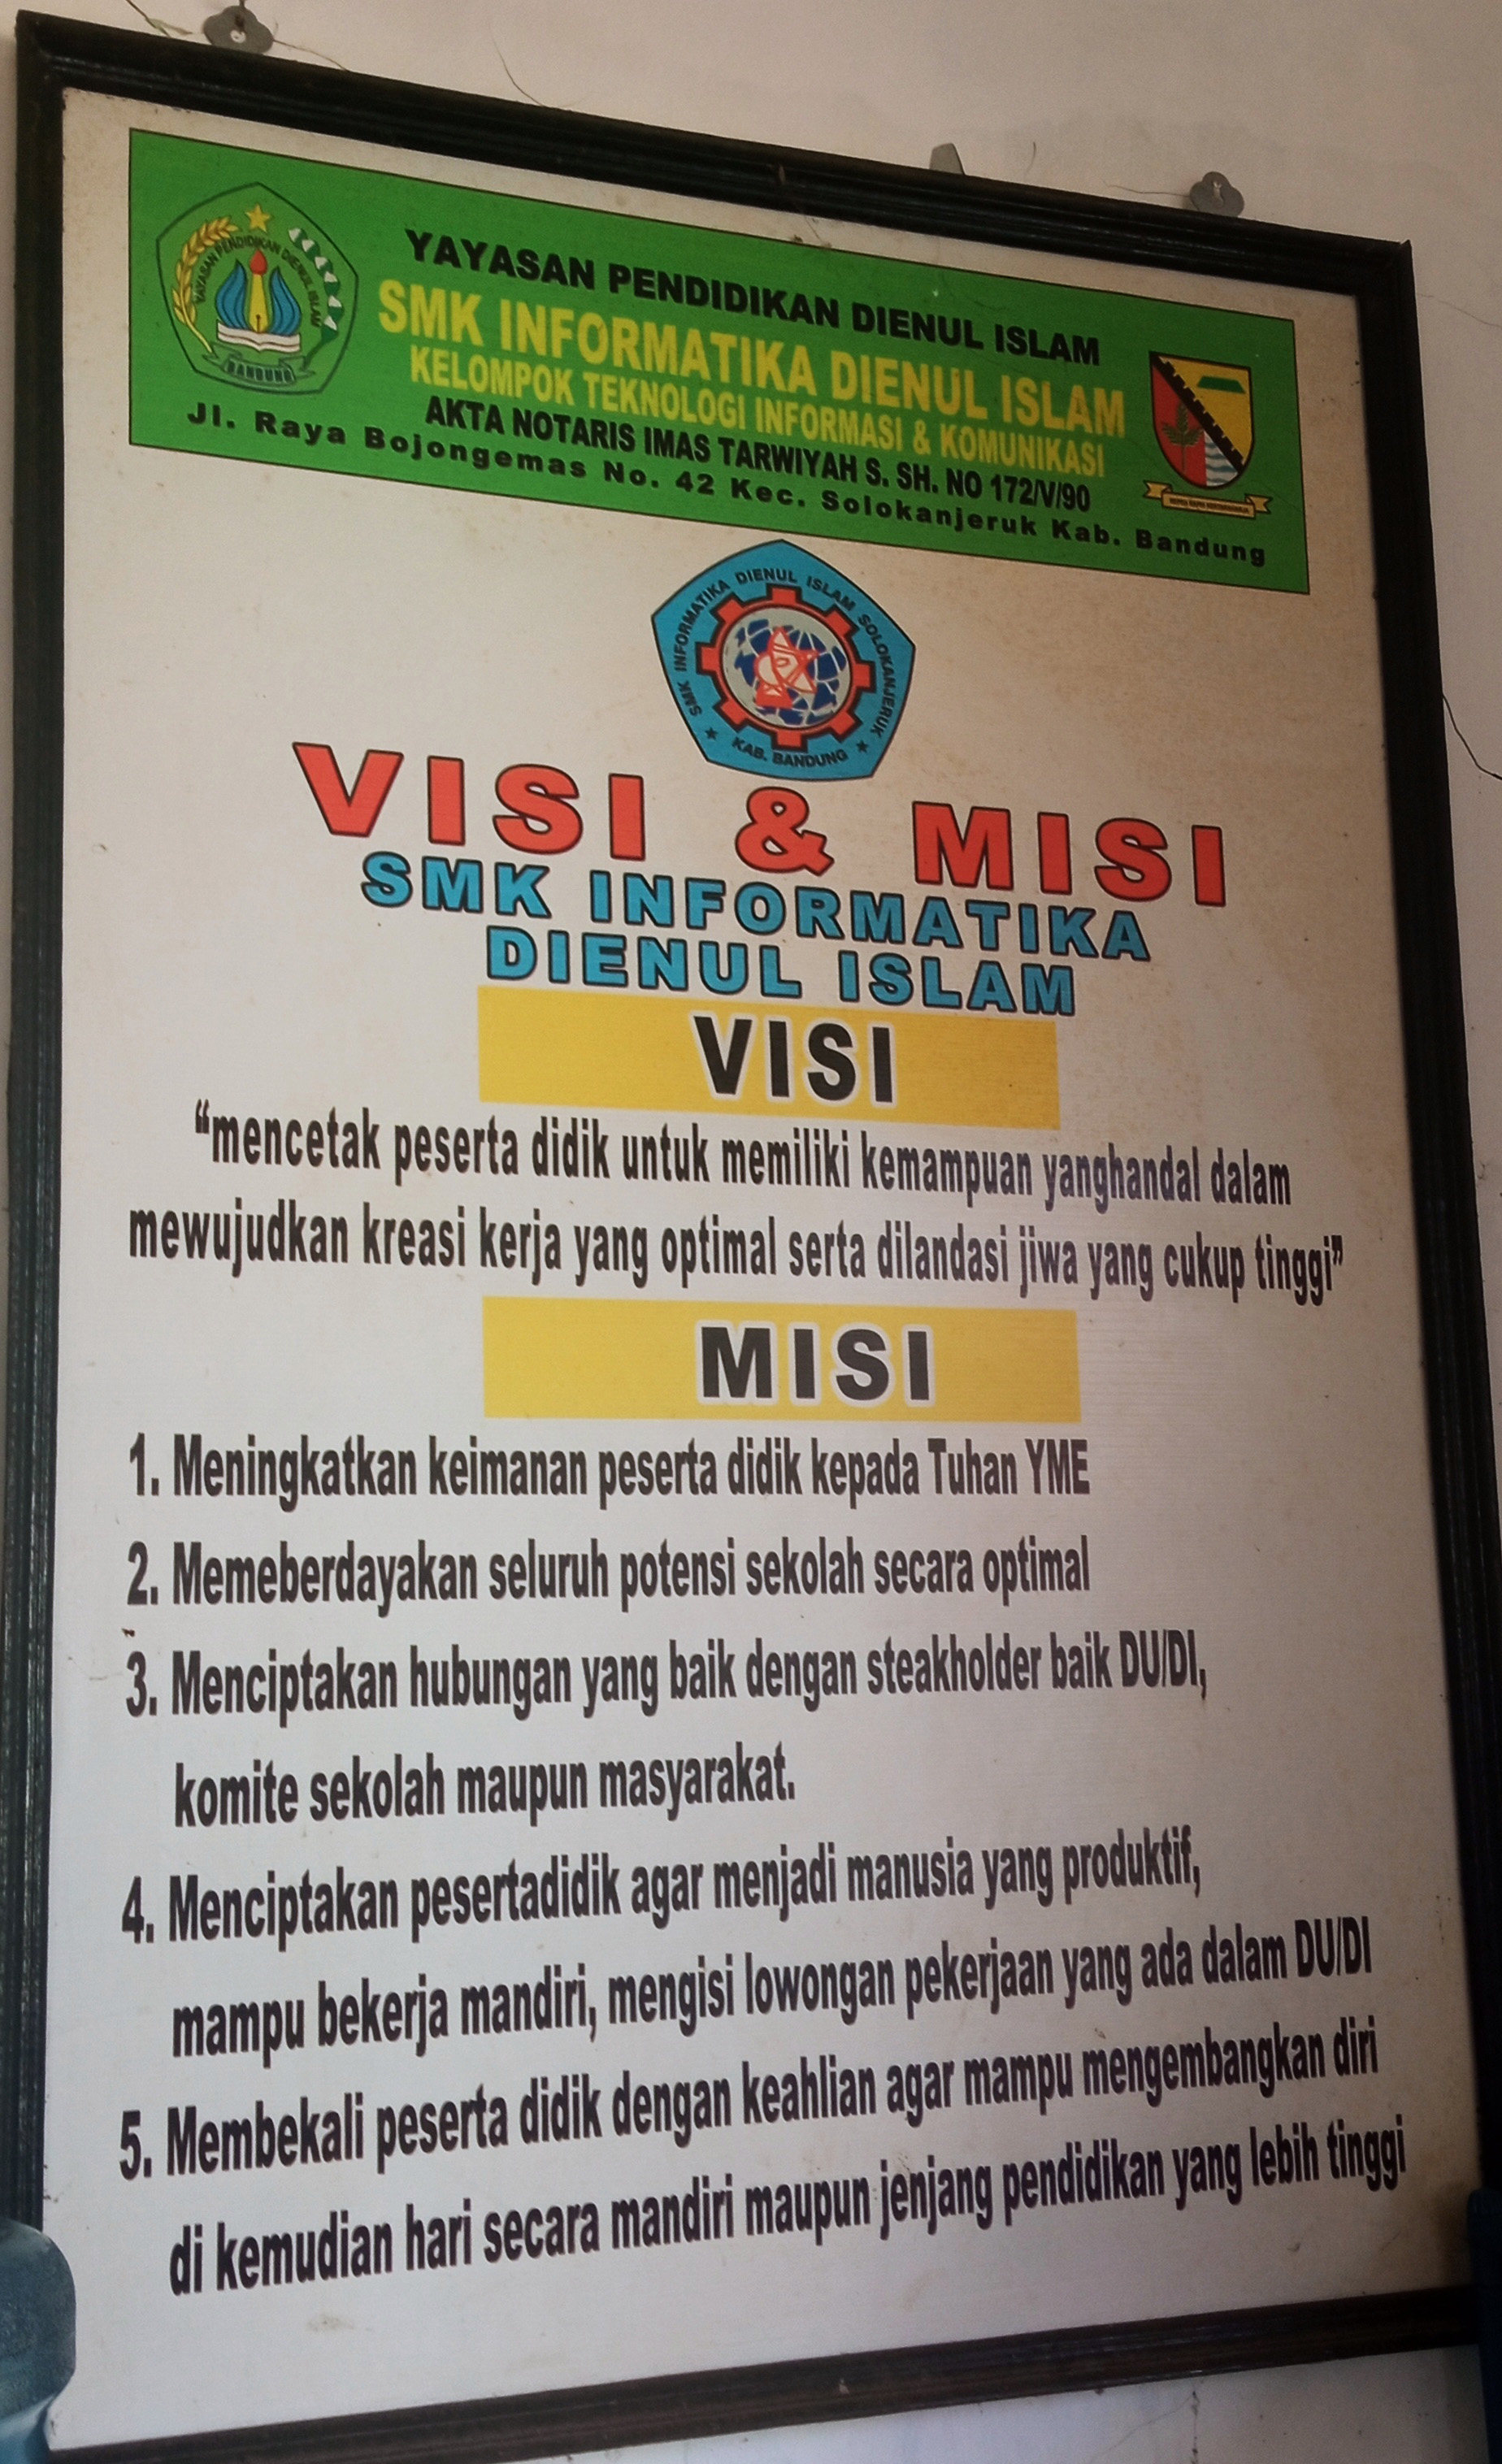 YAYASAN PENDIDIKAN DIENUL ISLAM
BANDUNG
YAYASAN PENDIDIKAN DIENUL ISLAM
SMK INFORMATIKA DIENUL ISLAM
KELOMPOK TEKNOLOGI INFORMASI & KOMUNIKASI
AKTA NOTARIS IMAS TARWIYAH S. SH. NO 172/V/90
Jl. Raya Bojongemas No. 42 Kec. Solokanjeruk Kab. Bandung
SMK INFORMATIKA DIENUL ISLAM SOLOKANJERUK
KAB. BANDUNG
VISI & MISI
SMK INFORMATIKA
DIENUL ISLAM
VISI
“mencetak peserta didik untuk memiliki kemampuan yanghandal dalam
mewujudkan kreasi kerja yang optimal serta dilandasi jiwa yang cukup tinggi”
MISI
1. Meningkatkan keimanan peserta didik kepada Tuhan YME
2. Memeberdayakan seluruh potensi sekolah secara optimal
3. Menciptakan hubungan yang baik dengan steakholder baik DU/DI,
komite sekolah maupun masyarakat.
4. Menciptakan pesertadidik agar menjadi manusia yang produktif,
mampu bekerja mandiri, mengisi lowongan pekerjaan yang ada dalam DU/DI
5. Membekali peserta didik dengan keahlian agar mampu mengembangkan diri
di kemudian hari secara mandiri maupun jenjang pendidikan yang lebih tinggi